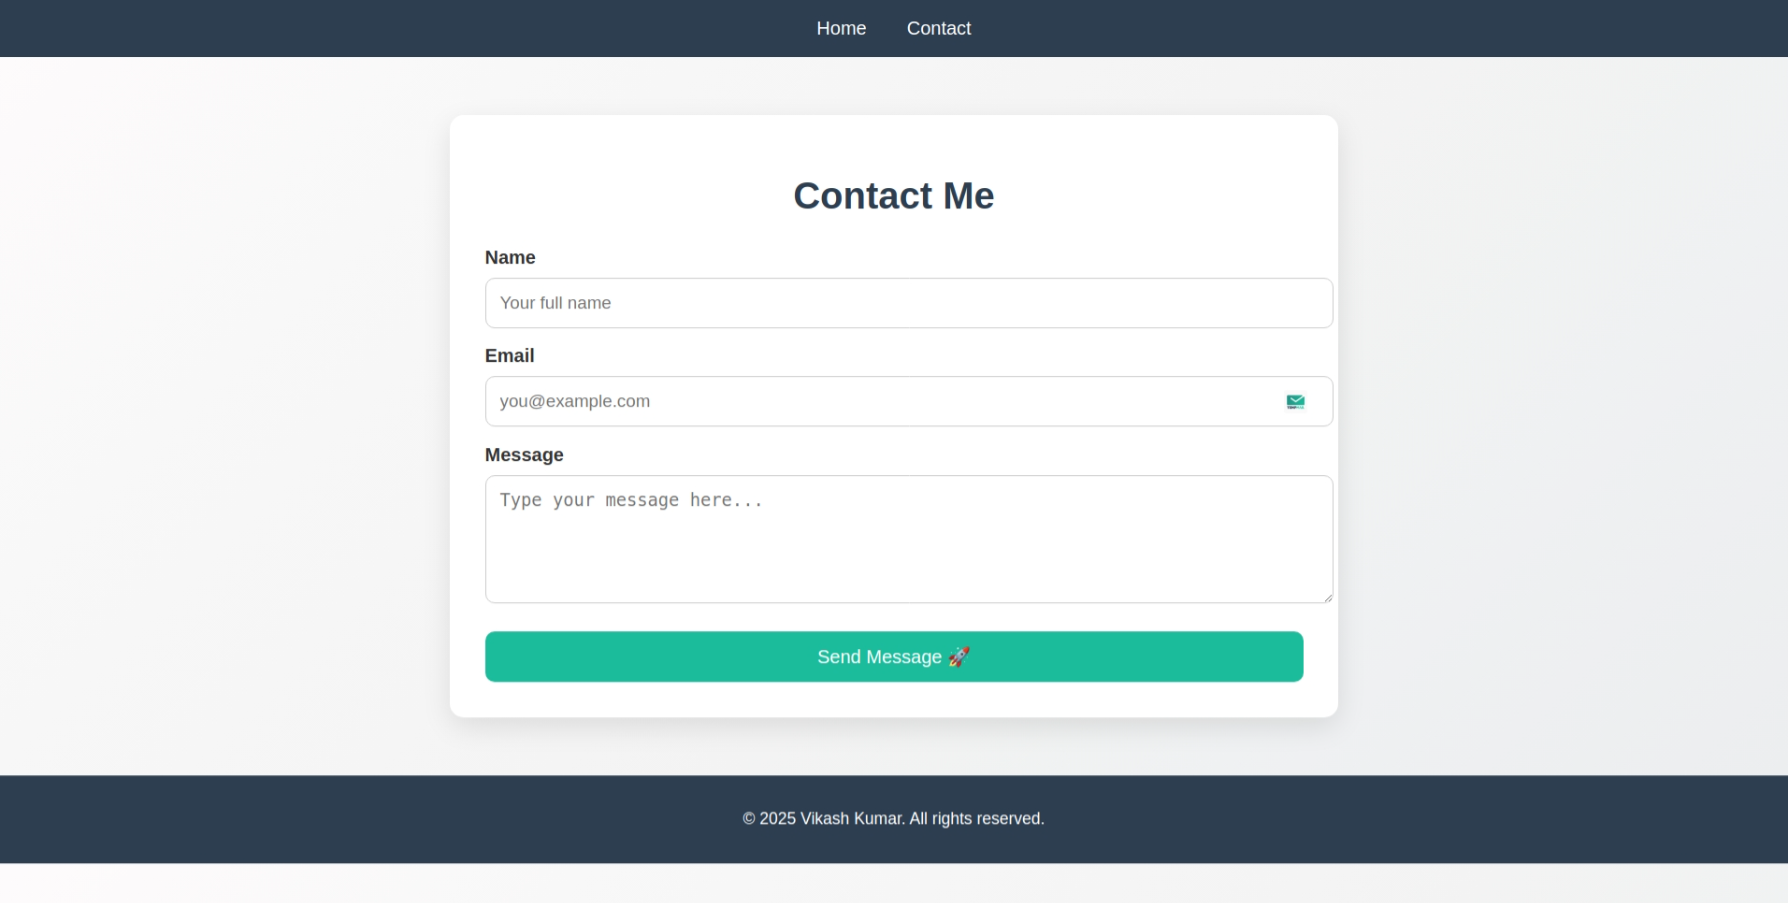 Home Contact
Contact Me
Name
Your full name
Email
you@example.com
Message
Type your message here...
Send Message 🚀
© 2025 Vikash Kumar. All rights reserved.